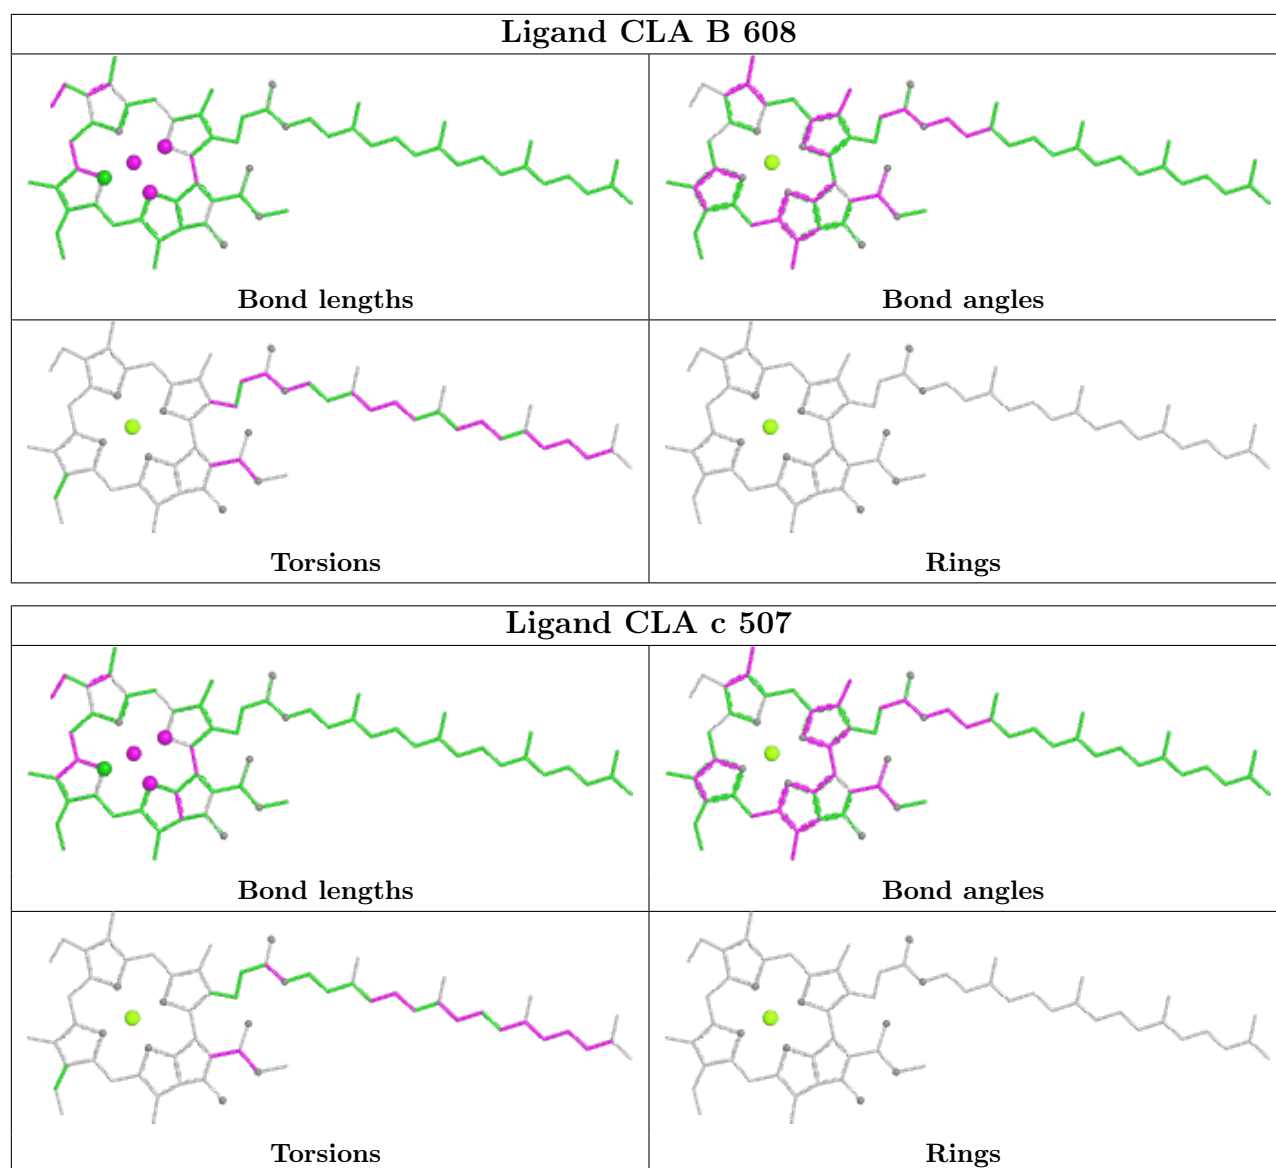 Ligand CLA B 608
Bond lengths
Bond angles
Torsions
Rings
Ligand CLA c 507
Bond lengths
Bond angles
Torsions
Rings